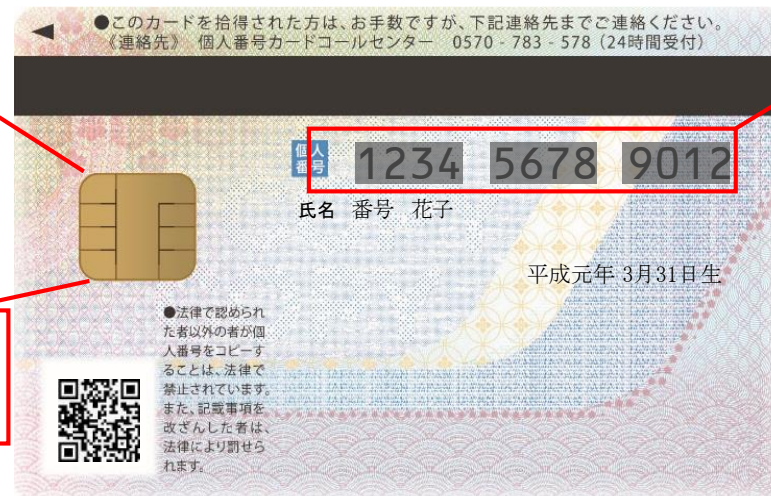 ●このカードを拾得された方は、お手数ですが、下記連絡先までご連絡ください。
《連絡先》 個人番号カードコールセンター 0570 - 783 - 578（24時間受付）
個人
番号
1234 5678 9012
氏名 番号 花子
平成元年 3月31日生
●法律で認められ
た者以外の者が個
人番号をコピーす
ることは、法律で
禁止されています。
また、記載事項を
改ざんした者は、
法律により罰せら
れます。